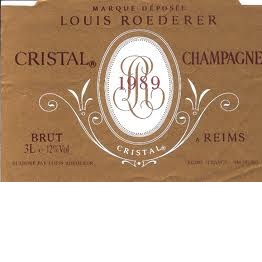 MARQUE DÉPOSÉE
LOUIS ROEDERER
CRISTAL® CHAMPAGNE
1989
BRUT
à REIMS
3L e 12% Vol
CRISTAL®